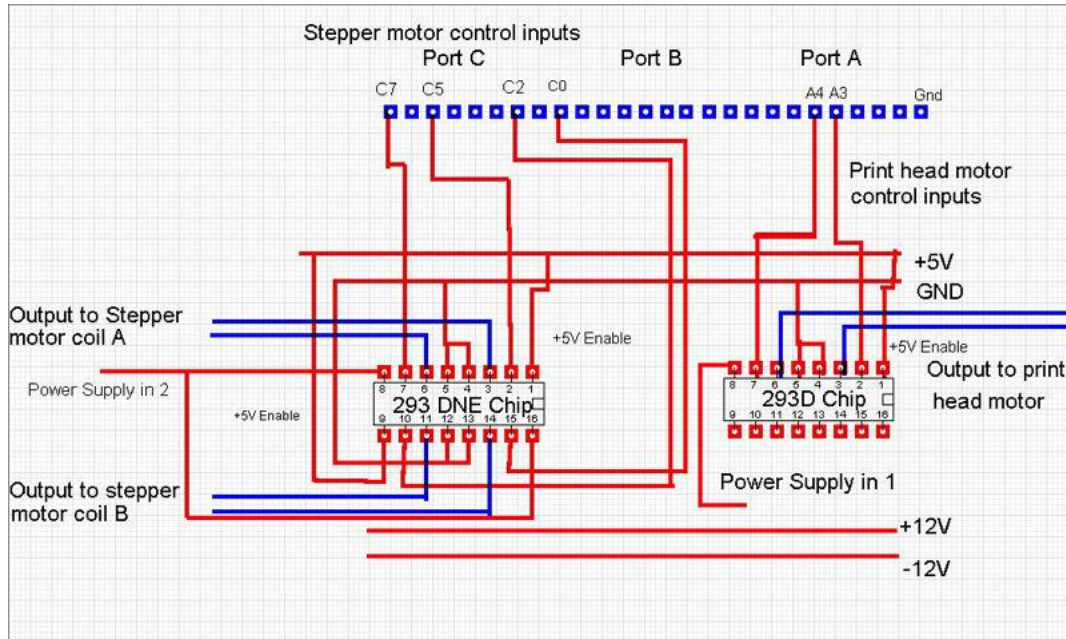 Stepper motor control inputs
Port C
Port B
Port A
C7
C5
C2
C0
A4
A3
Gnd
Print head motor
control inputs
+5V
GND
Output to Stepper
motor coil A
+5V Enable
+5V Enable
Power Supply in 2
Output to print
head motor
8 7 6 5 4 3 2 1
293 DNE Chip
9 10 11 12 13 14 15 16
8 7 6 5 4 3 2 1
293D Chip
9 10 11 12 13 14 15 16
+5V Enable
Output to stepper
motor coil B
Power Supply in 1
+12V
-12V